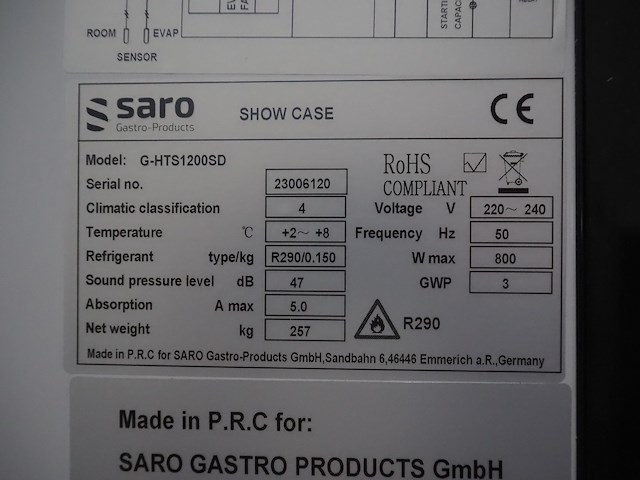 ROOM EVAP
SENSOR
saro
Gastro-Products
SHOW CASE
CE
Model: G-HTS1200SD
RoHS
COMPLIANT
Serial no. 23006120
Climatic classification 4
Voltage V 220～ 240
Temperature ℃ +2～ +8
Frequency Hz 50
Refrigerant type/kg R290/0.150
W max 800
Sound pressure level dB 47
GWP 3
Absorption A max 5.0
R290
Net weight kg 257
Made in P.R.C for SARO Gastro-Products GmbH,Sandbahn 6,46446 Emmerich a.R.,Germany
Made in P.R.C for:
SARO GASTRO PRODUCTS GmbH